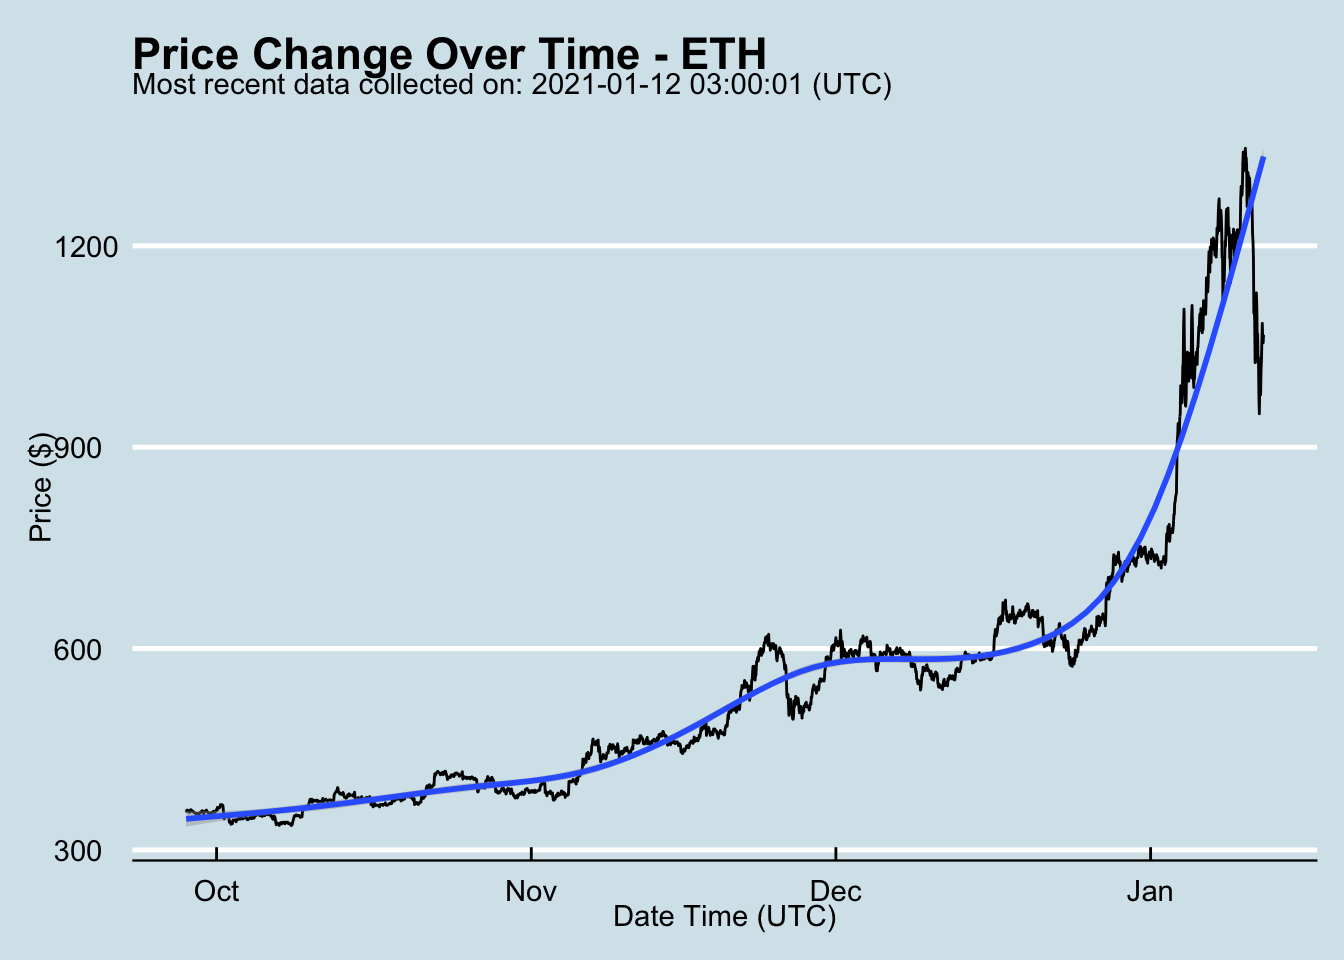 Price Change Over Time - ETH
Most recent data collected on: 2021-01-12 03:00:01 (UTC)
1200
900
600
300
Price ($)
Oct Nov Dec Jan
Date Time (UTC)